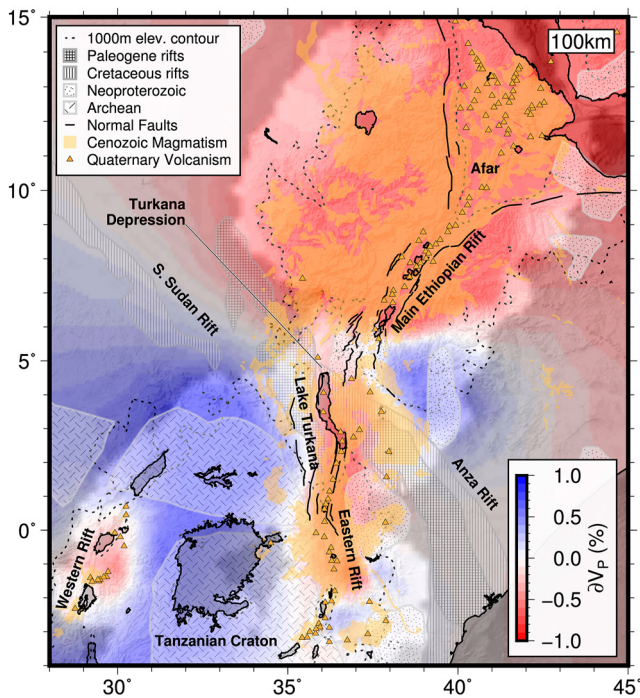 15°
10°
5°
0°
30°
35°
40°
45°
100km
1000m elev. contour
Paleogene rifts
Cretaceous rifts
Neoproterozoic
Archean
Normal Faults
Cenozoic Magmatism
Quaternary Volcanism
Turkana
Depression
Afar
S. Sudan Rift
Main Ethiopian Rift
Lake Turkana
Anza Rift
Eastern Rift
Western Rift
Tanzanian Craton
1.0
0.5
0.0
−0.5
−1.0
∂VP (%)